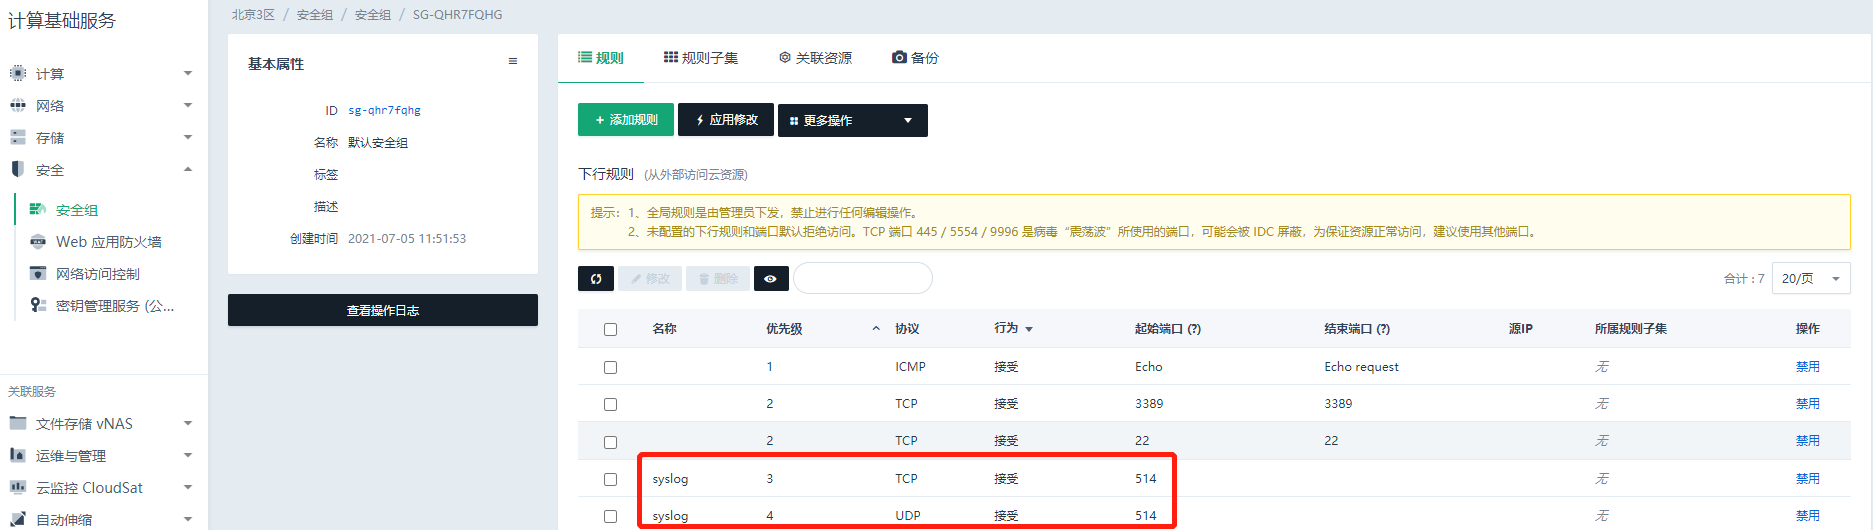 计算基础服务
计算
网络
存储
安全
安全组
Web 应用防火墙
网络访问控制
密钥管理服务 (公...
关联服务
文件存储 vNAS
运维与管理
云监控 CloudSat
自动伸缩
北京3区 / 安全组 / 安全组 / SG-QHR7FQHG
基本属性
ID sg-qhr7fqhg
名称 默认安全组
标签
描述
创建时间 2021-07-05 11:51:53
查看操作日志
规则 规则子集 关联资源 备份
+ 添加规则 应用修改 更多操作
下行规则 (从外部访问云资源)
提示：1、全局规则是由管理员下发，禁止进行任何编辑操作。
2、未配置的下行规则和端口默认拒绝访问。TCP 端口 445 / 5554 / 9996 是病毒“震荡波”所使用的端口，可能会被 IDC 屏蔽，为保证资源正常访问，建议使用其他端口。
修改 删除 合计 : 7 20/页
名称 优先级 协议 行为 起始端口 (?) 结束端口 (?) 源IP 所属规则子集 操作
1 ICMP 接受 Echo Echo request 无 禁用
2 TCP 接受 3389 3389 无 禁用
2 TCP 接受 22 22 无 禁用
syslog 3 TCP 接受 514 无 禁用
syslog 4 UDP 接受 514 无 禁用